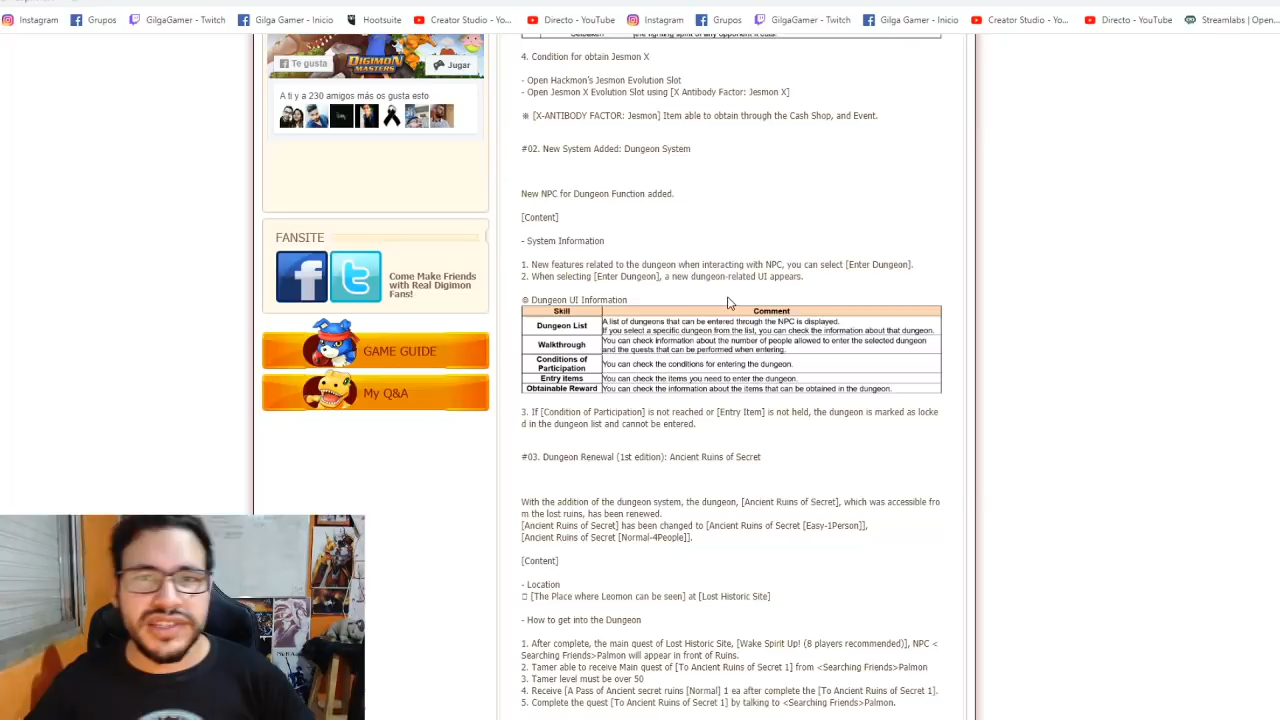 Instagram Grupos GilgaGamer - Twitch Gilga Gamer - Inicio Hootsuite Creator Studio - Yo... Directo - YouTube Instagram Grupos GilgaGamer - Twitch Gilga Gamer - Inicio Creator Studio - Yo... Directo - YouTube Streamlabs | Open...
Te gusta
DIGIMON
MASTERS
Jugar
A ti y a 230 amigos más os gusta esto
FANSITE
Come Make Friends
with Real Digimon
Fans!
GAME GUIDE
My Q&A
4. Condition for obtain Jesmon X
- Open Hackmon's Jesmon Evolution Slot
- Open Jesmon X Evolution Slot using [X Antibody Factor: Jesmon X]
※ [X-ANTIBODY FACTOR: Jesmon] Item able to obtain through the Cash Shop, and Event.
#02. New System Added: Dungeon System
New NPC for Dungeon Function added.
[Content]
- System Information
1. New features related to the dungeon when interacting with NPC, you can select [Enter Dungeon].
2. When selecting [Enter Dungeon], a new dungeon-related UI appears.
◎ Dungeon UI Information
Skill Comment
Dungeon List A list of dungeons that can be entered through the NPC is displayed.
If you select a specific dungeon from the list, you can check the information about that dungeon.
Walkthrough You can check information about the number of people allowed to enter the selected dungeon
and the quests that can be performed when entering.
Conditions of
Participation You can check the conditions for entering the dungeon.
Entry items You can check the items you need to enter the dungeon.
Obtainable Reward You can check the information about the items that can be obtained in the dungeon.
3. If [Condition of Participation] is not reached or [Entry Item] is not held, the dungeon is marked as locke
d in the dungeon list and cannot be entered.
#03. Dungeon Renewal (1st edition): Ancient Ruins of Secret
With the addition of the dungeon system, the dungeon, [Ancient Ruins of Secret], which was accessible fro
m the lost ruins, has been renewed.
[Ancient Ruins of Secret] has been changed to [Ancient Ruins of Secret [Easy-1Person]],
[Ancient Ruins of Secret [Normal-4People]].
[Content]
- Location
[The Place where Leomon can be seen] at [Lost Historic Site]
- How to get into the Dungeon
1. After complete, the main quest of Lost Historic Site, [Wake Spirit Up! (8 players recommended)], NPC <
Searching Friends>Palmon will appear in front of Ruins.
2. Tamer able to receive Main quest of [To Ancient Ruins of Secret 1] from <Searching Friends>Palmon
3. Tamer level must be over 50
4. Receive [A Pass of Ancient secret ruins [Normal] 1 ea after complete the [To Ancient Ruins of Secret 1].
5. Complete the quest [To Ancient Ruins of Secret 1] by talking to <Searching Friends>Palmon.